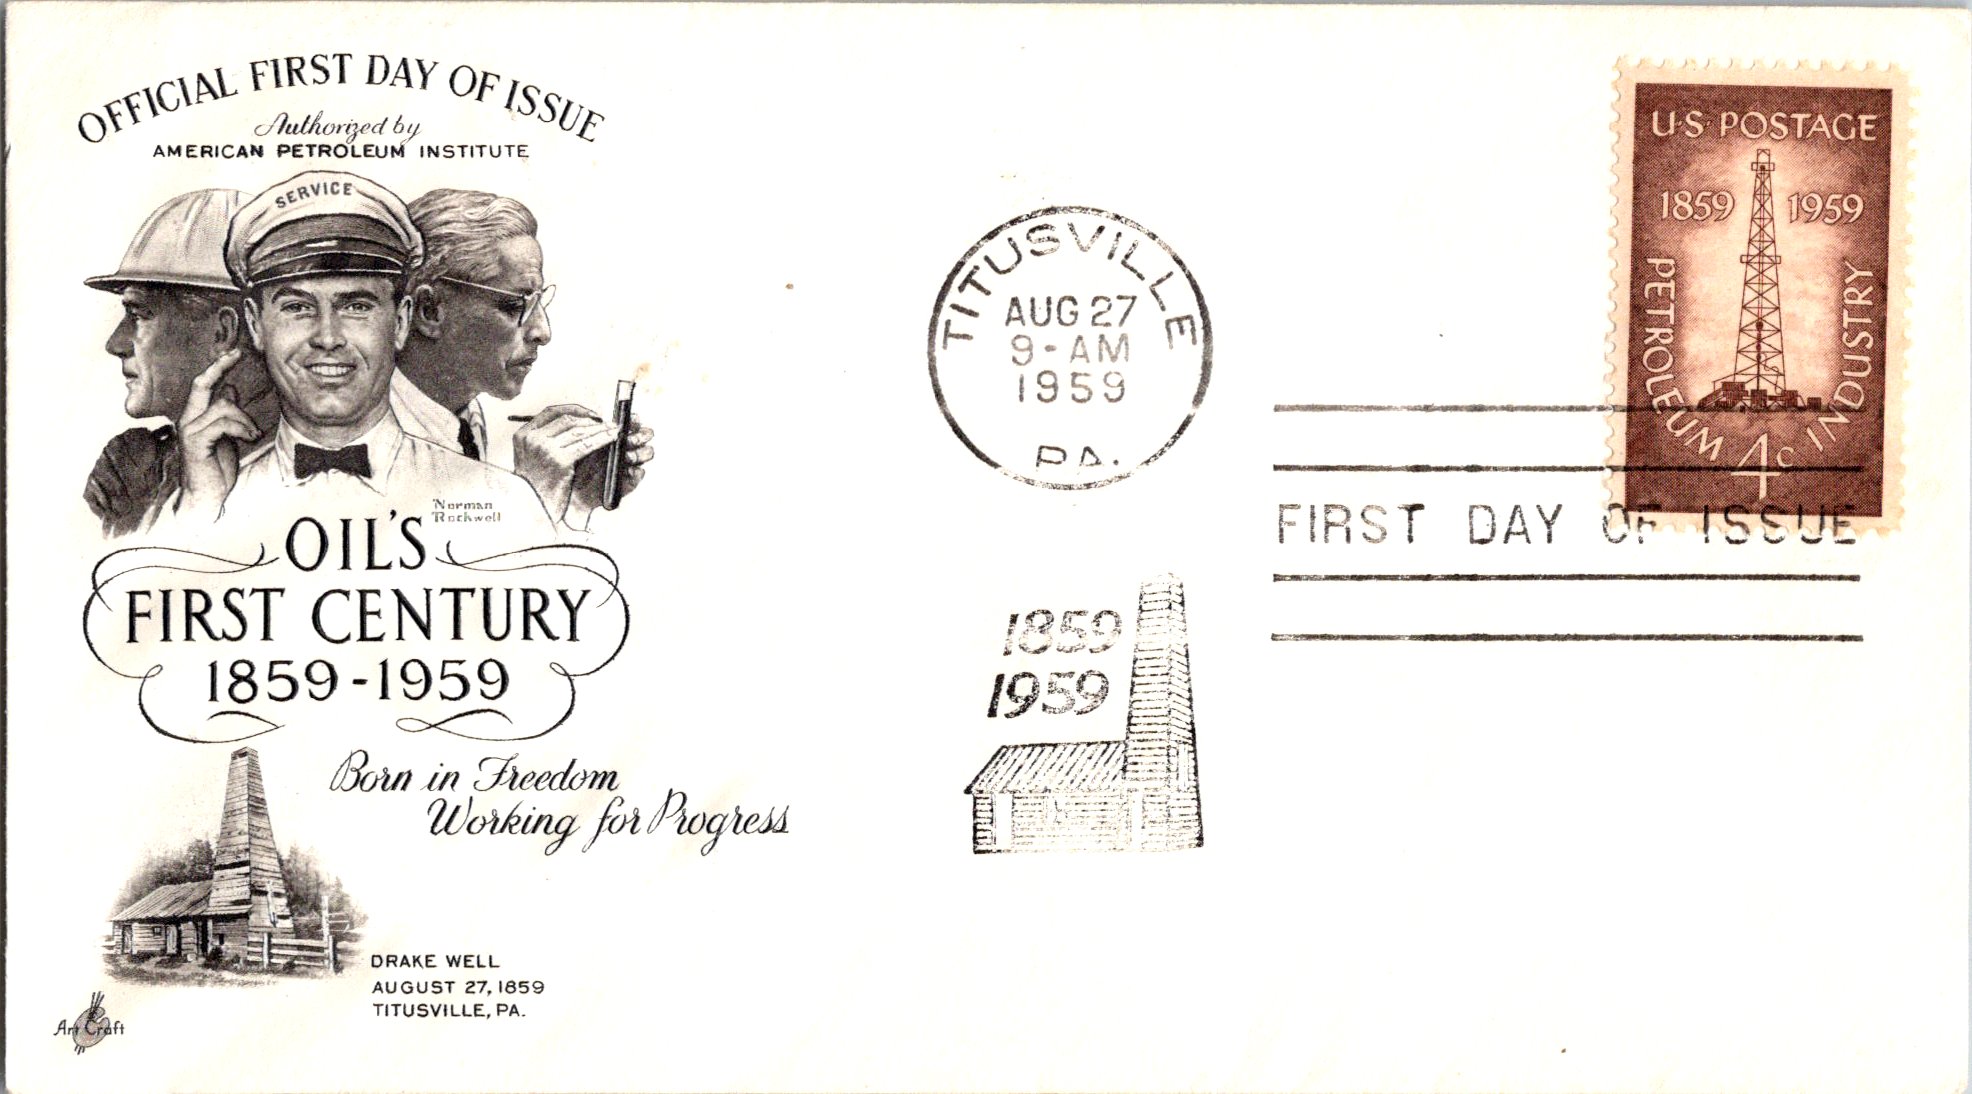 OFFICIAL FIRST DAY OF ISSUE
Authorized by
AMERICAN PETROLEUM INSTITUTE
SERVICE
Norman
Rockwell
OIL'S
FIRST CENTURY
1859-1959
Born in Freedom
Working for Progress
DRAKE WELL
AUGUST 27, 1859
TITUSVILLE, PA.
Art Craft
TITUSVILLE
AUG 27
9-AM
1959
PA.
1859
1959
U·S·POSTAGE
1859 1959
PETROLEUM INDUSTRY
4c
FIRST DAY OF ISSUE